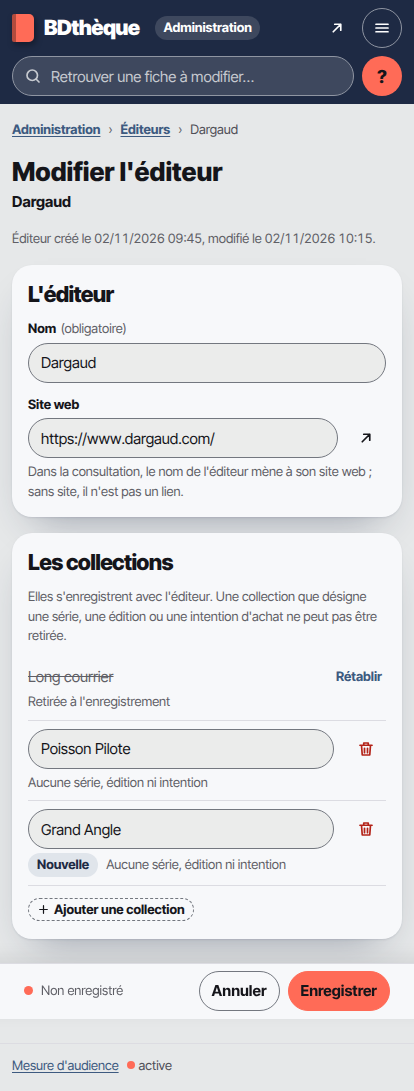 BDthèque Administration
Retrouver une fiche à modifier… ?
Administration › Éditeurs › Dargaud
Modifier l'éditeur
Dargaud
Éditeur créé le 02/11/2026 09:45, modifié le 02/11/2026 10:15.
L'éditeur
Nom (obligatoire)
Dargaud
Site web
https://www.dargaud.com/
Dans la consultation, le nom de l'éditeur mène à son site web ;
sans site, il n'est pas un lien.
Les collections
Elles s'enregistrent avec l'éditeur. Une collection que désigne
une série, une édition ou une intention d'achat ne peut pas être
retirée.
Long courrier Rétablir
Retirée à l'enregistrement
Poisson Pilote
Aucune série, édition ni intention
Grand Angle
Nouvelle Aucune série, édition ni intention
+ Ajouter une collection
Non enregistré Annuler Enregistrer
Mesure d'audience active